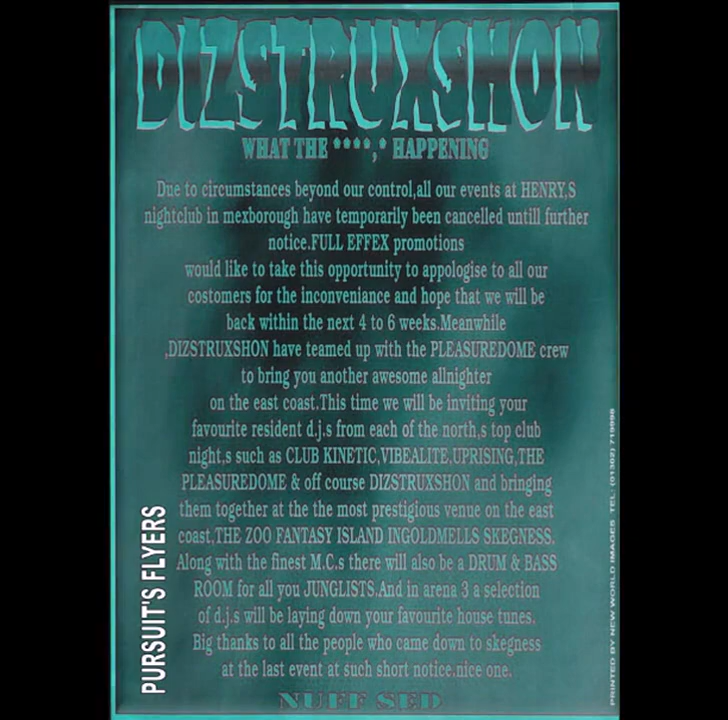 DIZSTRUXSHON
WHAT THE ****,* HAPPENING
Due to circumstances beyond our control,all our events at HENRY,S
nightclub in mexborough have temporarily been cancelled untill further
notice.FULL EFFEX promotions
would like to take this opportunity to appologise to all our
costomers for the inconveniance and hope that we will be
back within the next 4 to 6 weeks.Meanwhile
,DIZSTRUXSHON have teamed up with the PLEASUREDOME crew
to bring you another awesome allnighter
on the east coast.This time we will be inviting your
favourite resident d.j.s from each of the north,s top club
night,s such as CLUB KINETIC,VIBEALITE,UPRISING,THE
PLEASUREDOME & off course DIZSTRUXSHON and bringing
them together at the the most prestigious venue on the east
coast,THE ZOO FANTASY ISLAND INGOLDMELLS SKEGNESS.
Along with the finest M.C.s there will also be a DRUM & BASS
ROOM for all you JUNGLISTS.And in arena 3 a selection
of d.j.s will be laying down your favourite house tunes.
Big thanks to all the people who came down to skegness
at the last event at such short notice.nice one.
NUFF SED
PURSUIT'S FLYERS
PRINTED BY NEW WORLD IMAGES TEL: (01302)